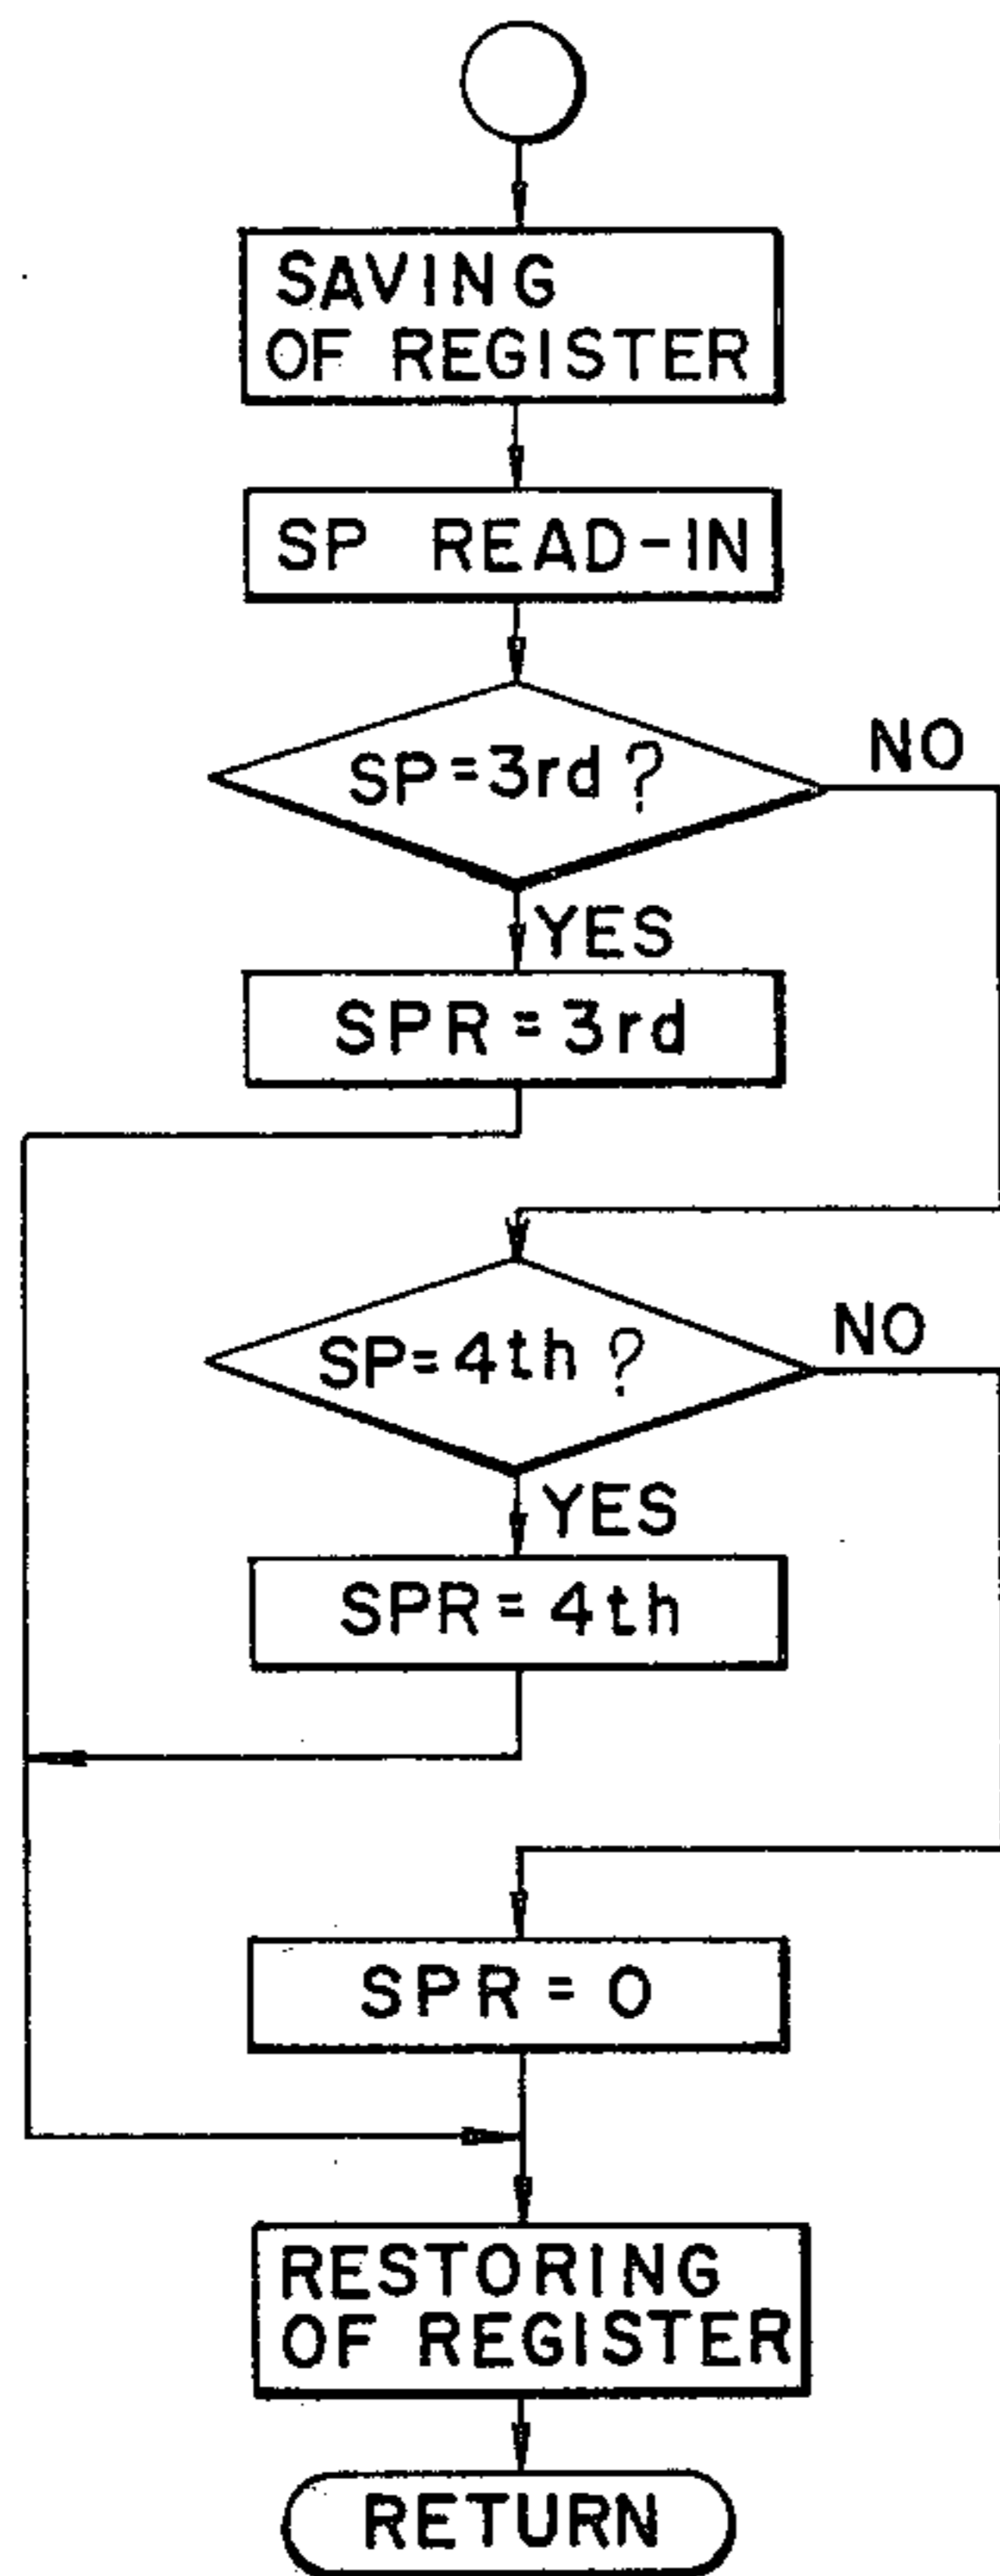 SAVING
OF REGISTER
SP READ-IN
SP=3rd?
NO
YES
SPR=3rd
SP=4th?
NO
YES
SPR=4th
SPR=0
RESTORING
OF REGISTER
RETURN